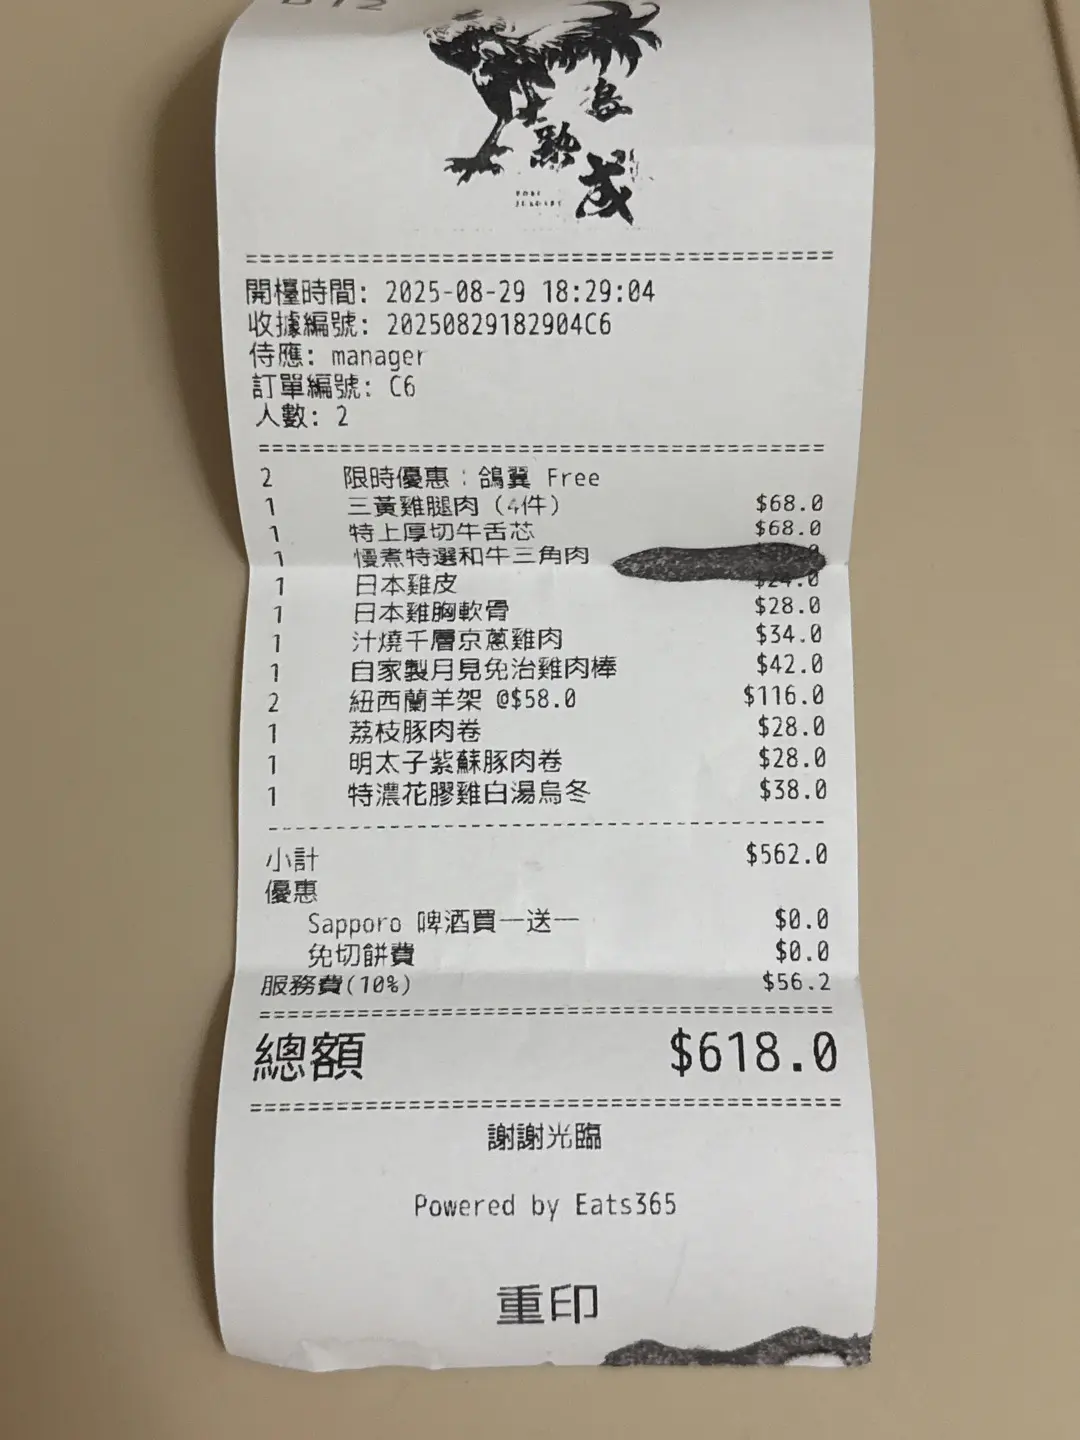 熟
成
==========================================
開檯時間: 2025-08-29 18:29:04
收據編號: 20250829182904C6
侍應: manager
訂單編號: C6
人數: 2
==========================================
2 限時優惠：鴿翼 Free
1 三黃雞腿肉 (4件) $68.0
1 特上厚切牛舌芯 $68.0
1 慢煮特選和牛三角肉
1 日本雞皮 $24.0
1 日本雞胸軟骨 $28.0
1 汁燒千層京蔥雞肉 $34.0
1 自家製月見免治雞肉棒 $42.0
2 紐西蘭羊架 @$58.0 $116.0
1 荔枝豚肉卷 $28.0
1 明太子紫蘇豚肉卷 $28.0
1 特濃花膠雞白湯烏冬 $38.0
------------------------------------------
小計 $562.0
優惠
Sapporo 啤酒買一送一 $0.0
免切餅費 $0.0
服務費(10%) $56.2
==========================================
總額 $618.0
==========================================
謝謝光臨
Powered by Eats365
重印